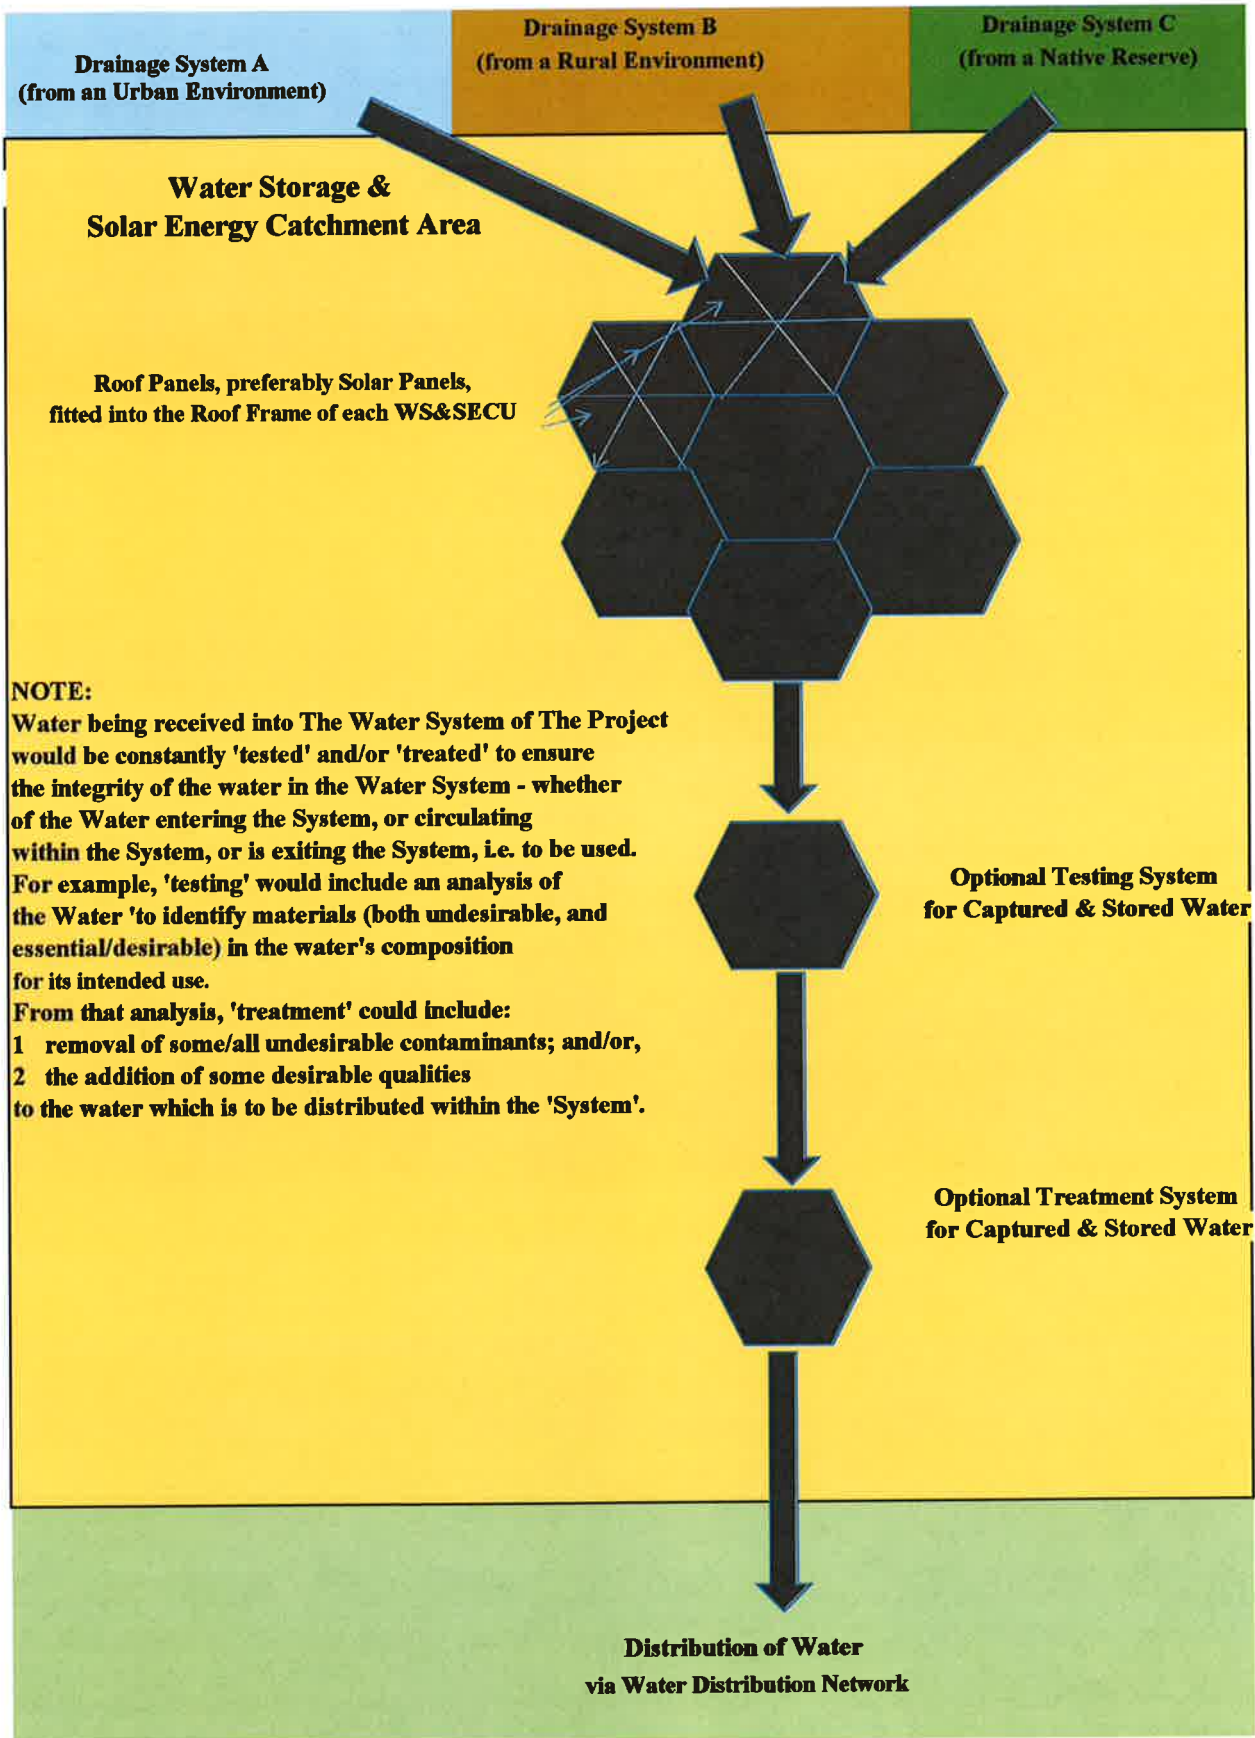 Drainage System A
(from an Urban Environment)
Drainage System B
(from a Rural Environment)
Drainage System C
(from a Native Reserve)
Water Storage &
Solar Energy Catchment Area
Roof Panels, preferably Solar Panels,
fitted into the Roof Frame of each WS&SECU
NOTE:
Water being received into The Water System of The Project
would be constantly 'tested' and/or 'treated' to ensure
the integrity of the water in the Water System - whether
of the Water entering the System, or circulating
within the System, or is exiting the System, i.e. to be used.
For example, 'testing' would include an analysis of
the Water 'to identify materials (both undesirable, and
essential/desirable) in the water's composition
for its intended use.
From that analysis, 'treatment' could include:
1 removal of some/all undesirable contaminants; and/or,
2 the addition of some desirable qualities
to the water which is to be distributed within the 'System'.
Optional Testing System
for Captured & Stored Water
Optional Treatment System
for Captured & Stored Water
Distribution of Water
via Water Distribution Network